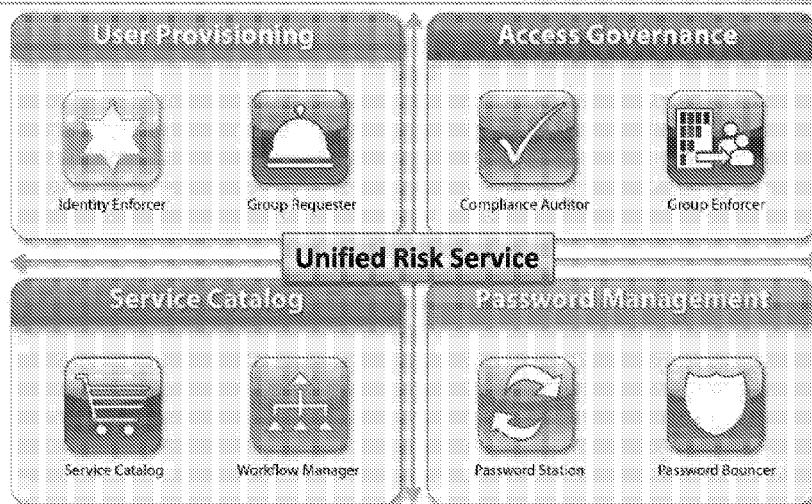 User Provisioning
Access Governance
Identity Enforcer
Group Requester
Compliance Auditor
Group Enforcer
Unified Risk Service
Service Catalog
Password Management
Service Catalog
Workflow Manager
Password Station
Password Bouncer